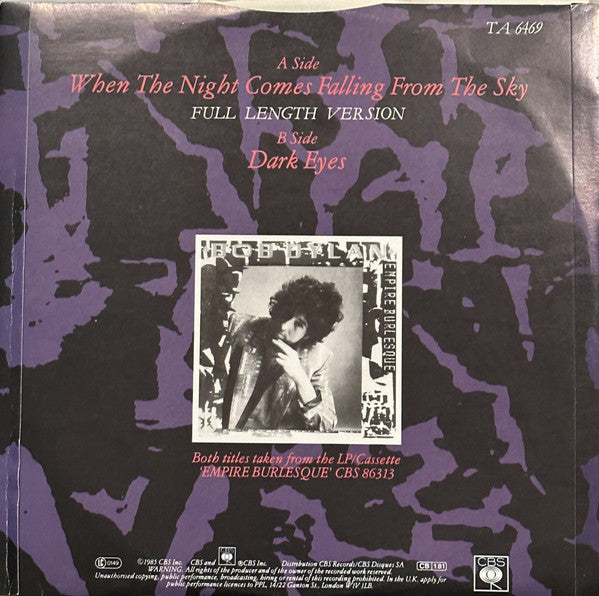 TA 6469
A Side
When The Night Comes Falling From The Sky
FULL LENGTH VERSION
B Side
Dark Eyes
BOB DYLAN
EMPIRE BURLESQUE
Both titles taken from the LP/Cassette
'EMPIRE BURLESQUE' CBS 86313
LC 0149
©1985 CBS Inc. CBS and ®CBS Inc. Distribution CBS Records/CBS Disques SA
WARNING. All rights of the producer and of the owner of the recorded work reserved.
Unauthorised copying, public performance, broadcasting, hiring or rental of this recording prohibited. In the U.K. apply for
public performance licences to PPL, 14/22 Ganton St., London W1V 1LB.
CB 181
CBS